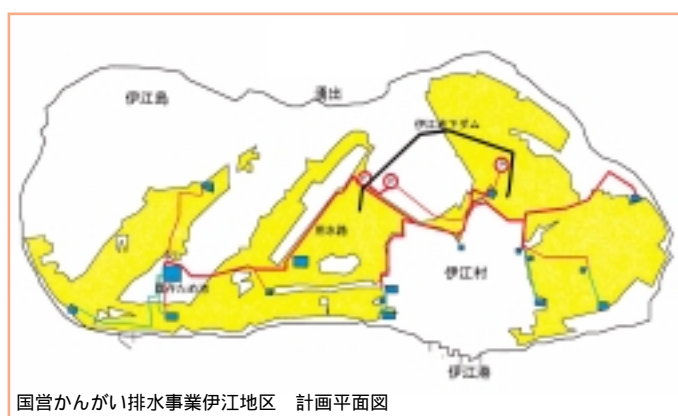 伊江島
湧出
伊江地下ダム
用水路
伊江村
伊江港
国営かんがい排水事業伊江地区 計画平面図